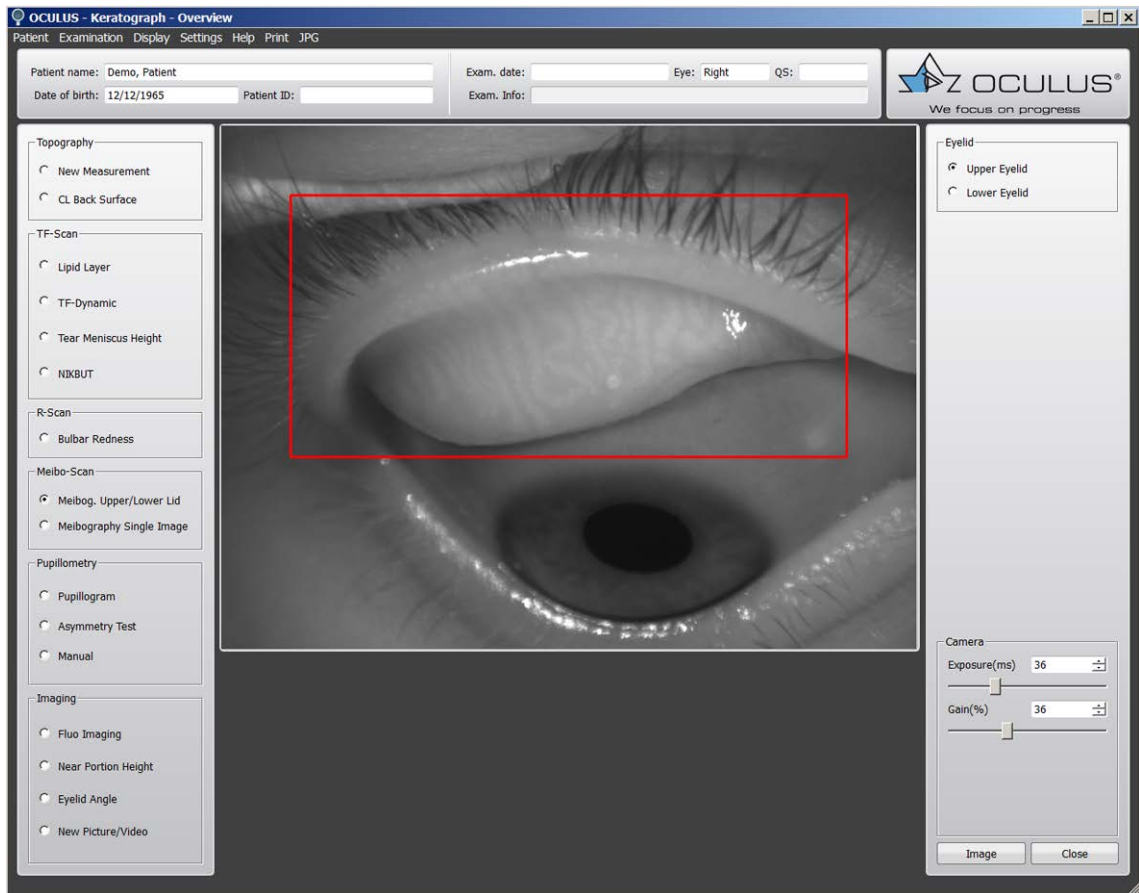 OCULUS - Keratograph - Overview
Patient Examination Display Settings Help Print JPG
Patient name: Demo, Patient
Date of birth: 12/12/1965 Patient ID:
Exam. date: Eye: Right QS:
Exam. Info:
OCULUS®
We focus on progress
Topography
New Measurement
CL Back Surface
TF-Scan
Lipid Layer
TF-Dynamic
Tear Meniscus Height
NIKBUT
R-Scan
Bulbar Redness
Meibo-Scan
Meibog. Upper/Lower Lid
Meibography Single Image
Pupillometry
Pupillogram
Asymmetry Test
Manual
Imaging
Fluo Imaging
Near Portion Height
Eyelid Angle
New Picture/Video
Eyelid
Upper Eyelid
Lower Eyelid
Camera
Exposure(ms) 36
Gain(%) 36
Image Close